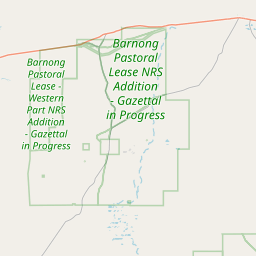 Barnong
Pastoral
Lease NRS
Addition
- Gazettal
in Progress
Barnong
Pastoral
Lease -
Western
Part NRS
Addition
- Gazettal
in Progress